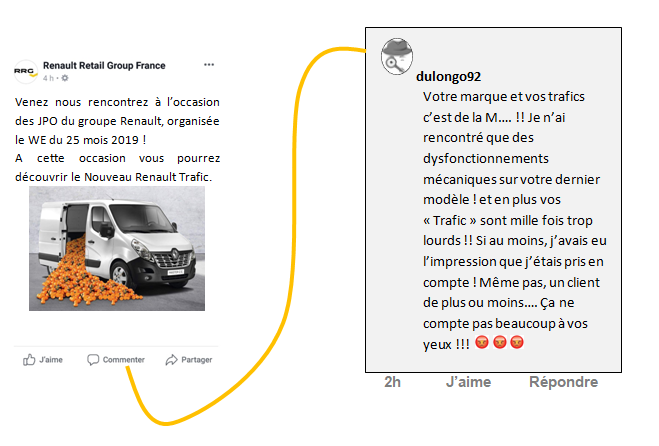 RRG
Renault Retail Group France
4 h
Venez nous rencontrez à l'occasion
des JPO du groupe Renault, organisée
le WE du 25 mois 2019 !
A cette occasion vous pourrez
découvrir le Nouveau Renault Trafic.
J'aime Commenter Partager
dulongo92
Votre marque et vos trafics
c'est de la M.... !! Je n'ai
rencontré que des
dysfonctionnements
mécaniques sur votre dernier
modèle ! et en plus vos
« Trafic » sont mille fois trop
lourds !! Si au moins, j'avais eu
l'impression que j'étais pris en
compte ! Même pas, un client
de plus ou moins.... Ça ne
compte pas beaucoup à vos
yeux !!! 😡 😡 😡
2h J'aime Répondre